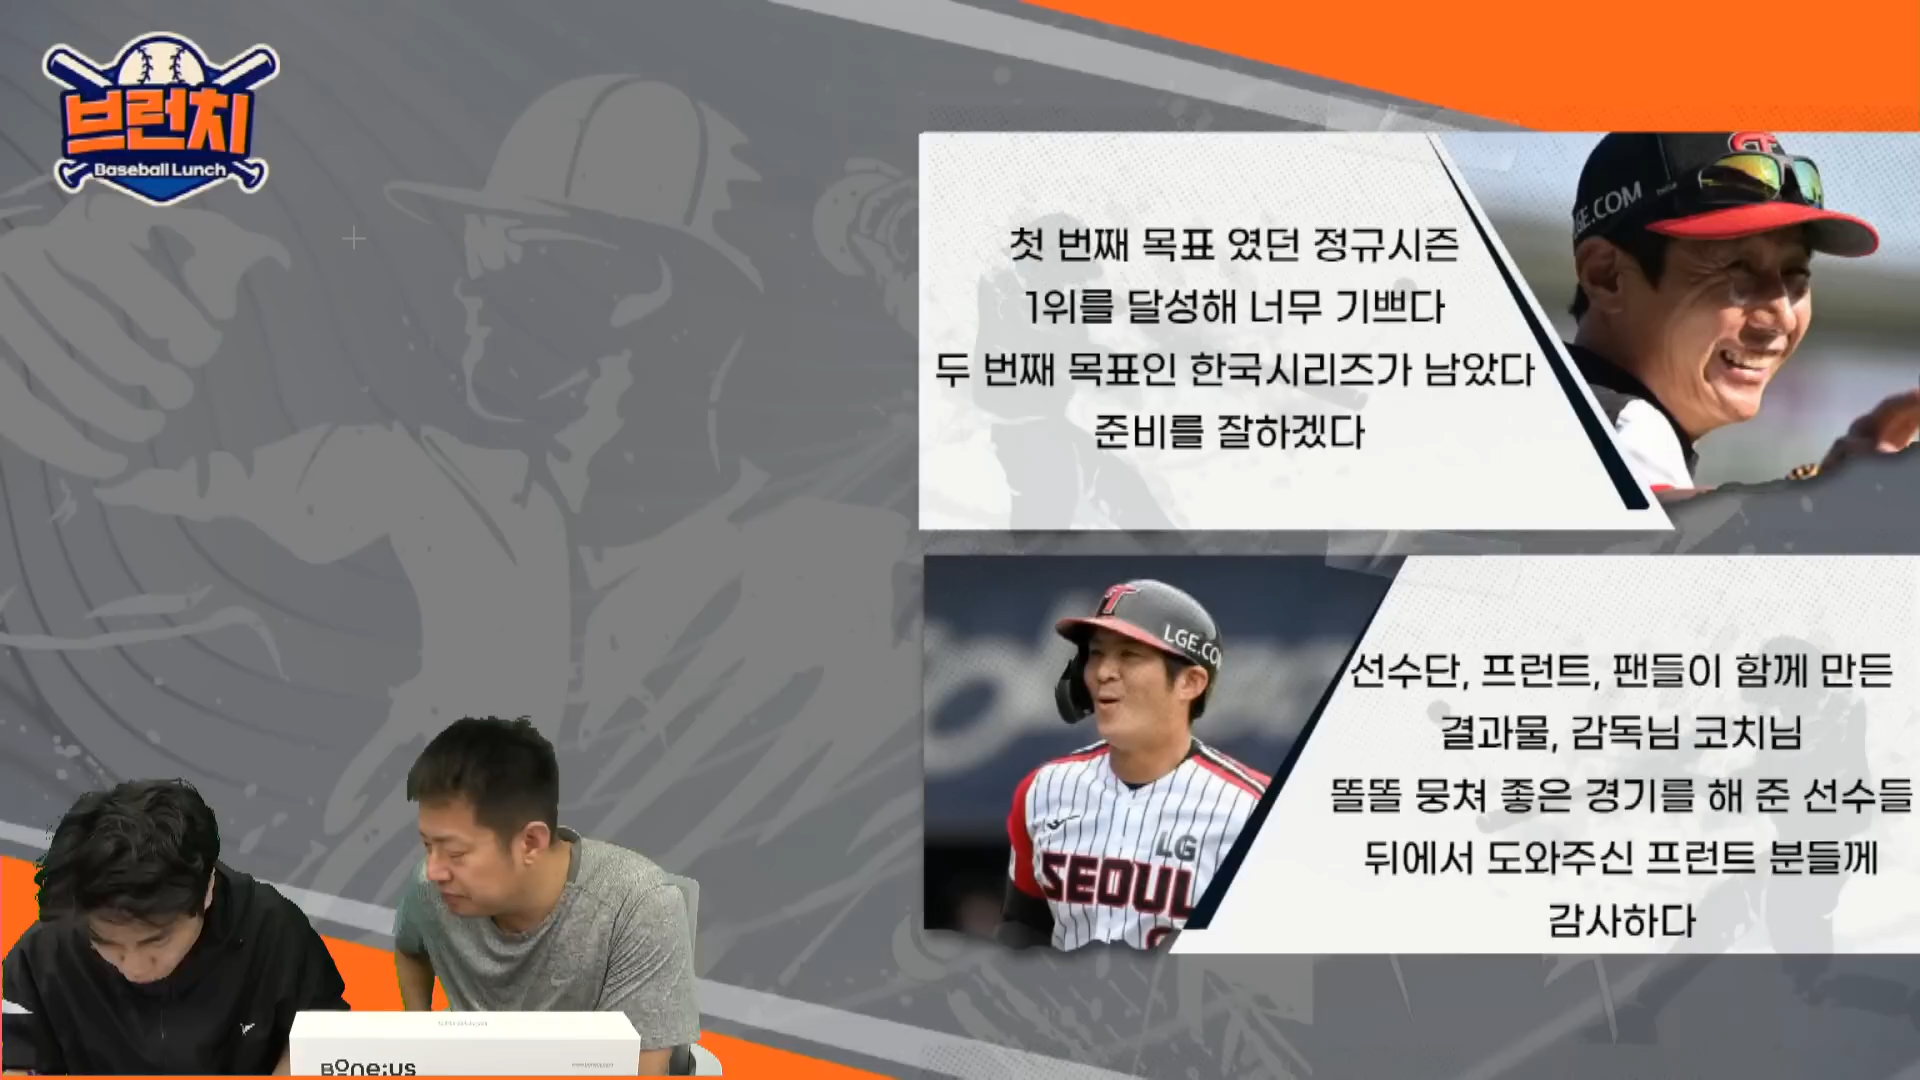 브런치
Baseball Lunch
첫 번째 목표 였던 정규시즌
1위를 달성해 너무 기쁘다
두 번째 목표인 한국시리즈가 남았다
준비를 잘하겠다
GE.COM
LGE.CO
LG
SEOUL
선수단, 프런트, 팬들이 함께 만든
결과물, 감독님 코치님
똘똘 뭉쳐 좋은 경기를 해 준 선수들
뒤에서 도와주신 프런트 분들께
감사하다
BOne:US